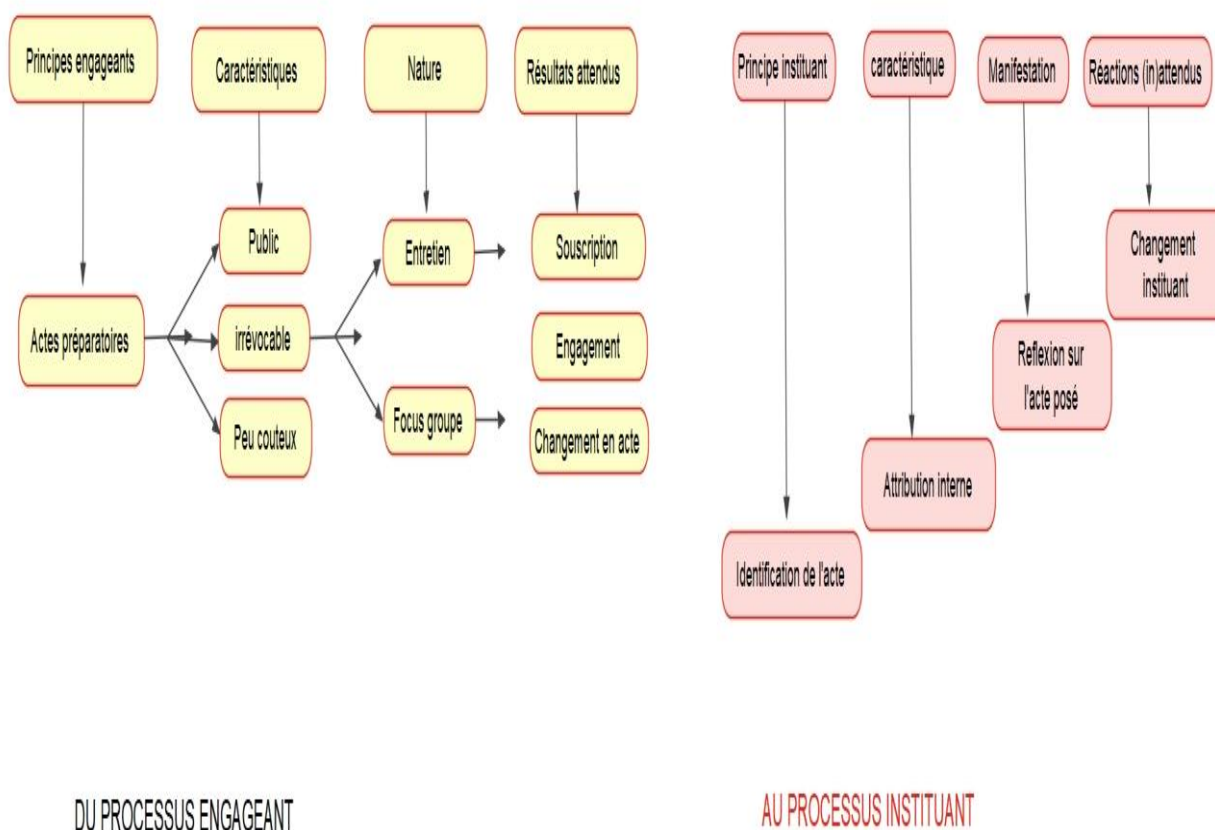 Principes engageants
Caractéristiques
Nature
Résultats attendus
Public
Entretien
Souscription
Actes préparatoires
irrévocable
Engagement
Peu couteux
Focus groupe
Changement en acte
DU PROCESSUS ENGAGEANT
Principe instituant
caractéristique
Manifestation
Réactions (in)attendus
Changement
instituant
Reflexion sur
l'acte posé
Attribution interne
Identification de l'acte
AU PROCESSUS INSTITUANT